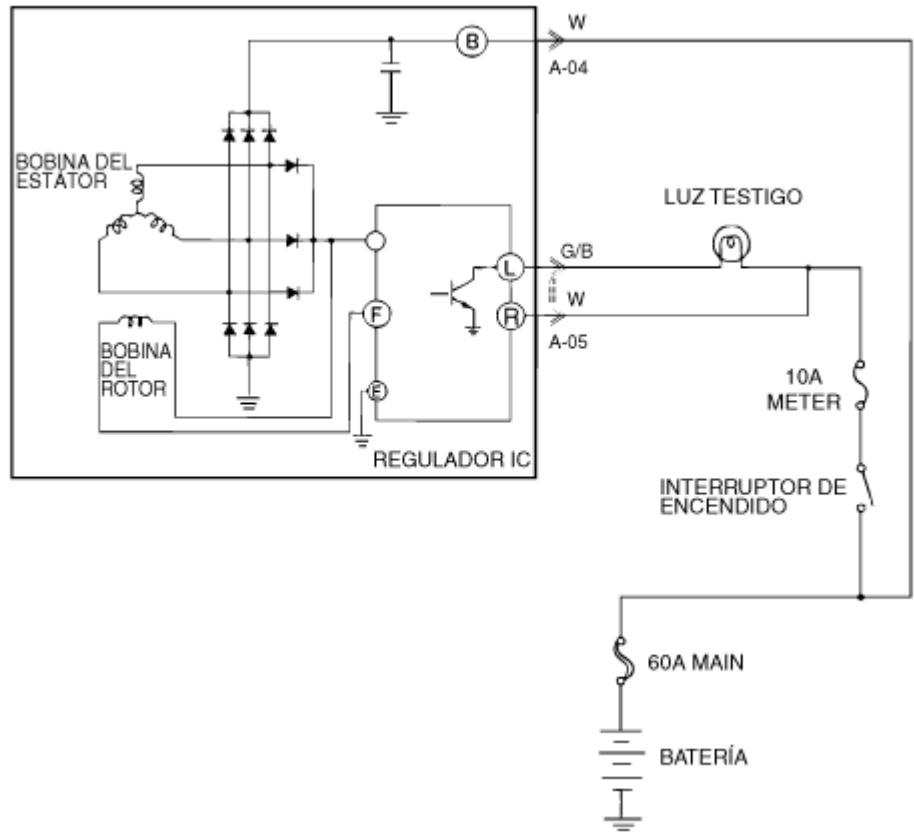 B
W
A-04
BOBINA DEL
ESTÁTOR
LUZ TESTIGO
G/B
L
W
R
F
A-05
BOBINA
DEL
ROTOR
10A
METER
E
REGULADOR IC
INTERRUPTOR DE
ENCENDIDO
60A MAIN
BATERÍA